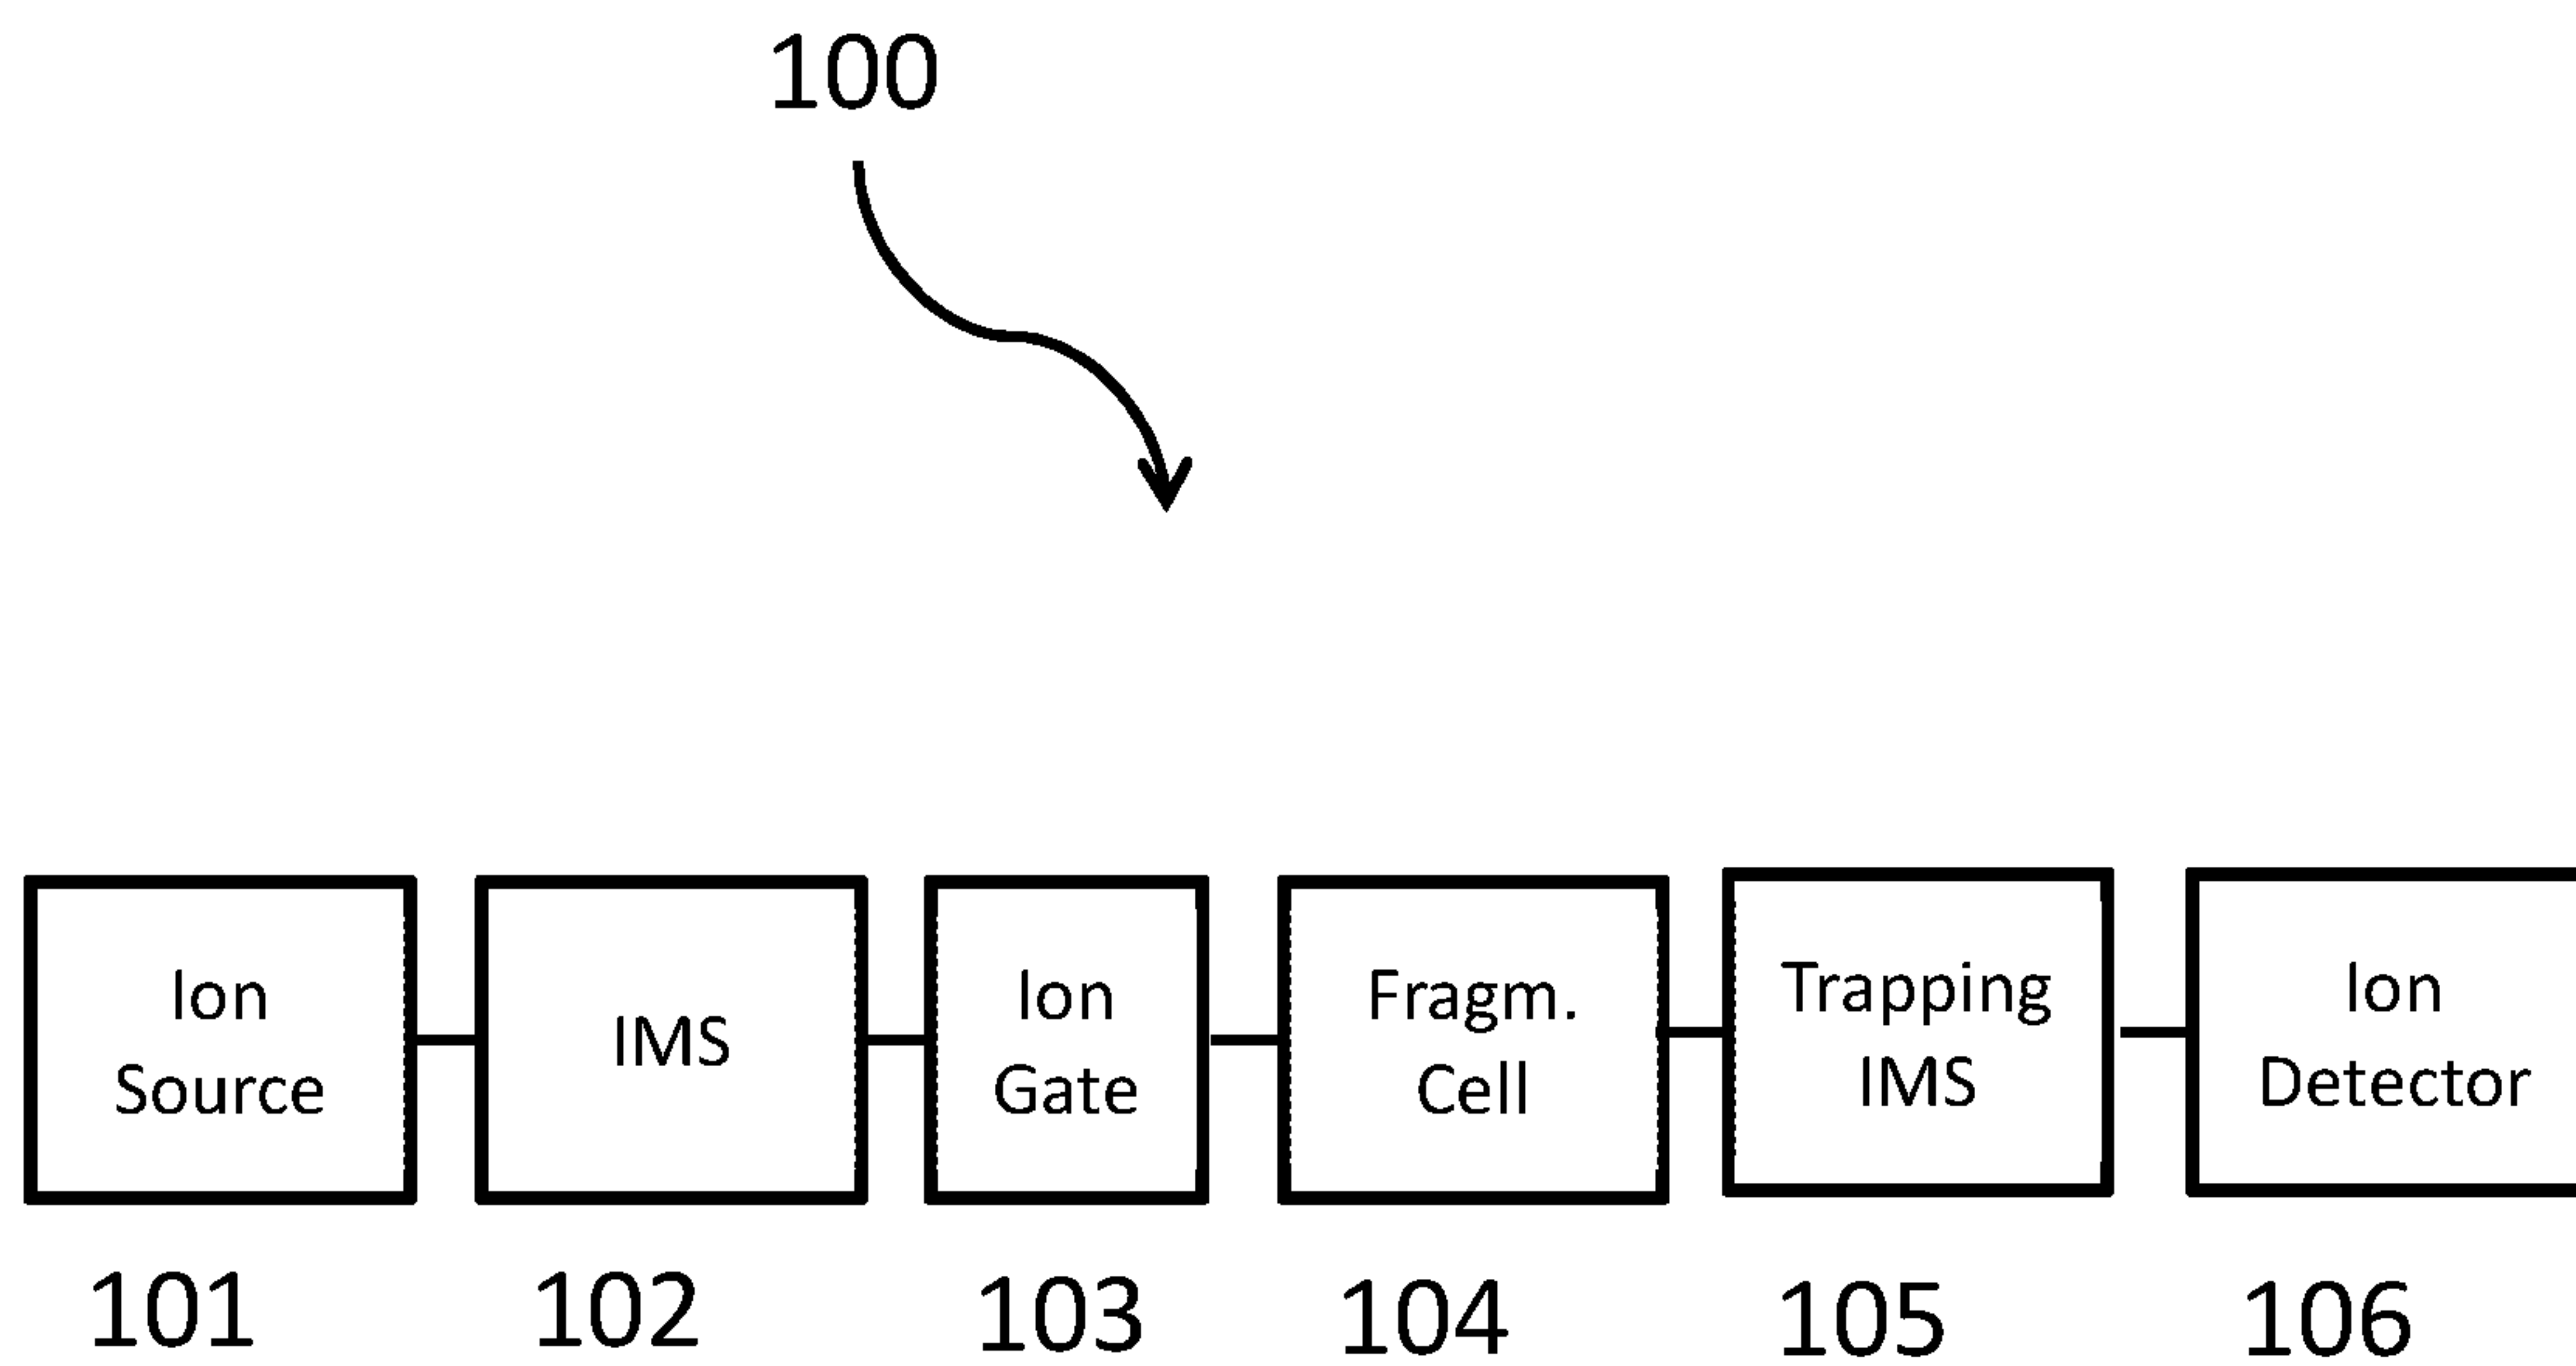 100
Ion
Source
IMS
Ion
Gate
Fragm.
Cell
Trapping
IMS
Ion
Detector
101
102
103
104
105
106